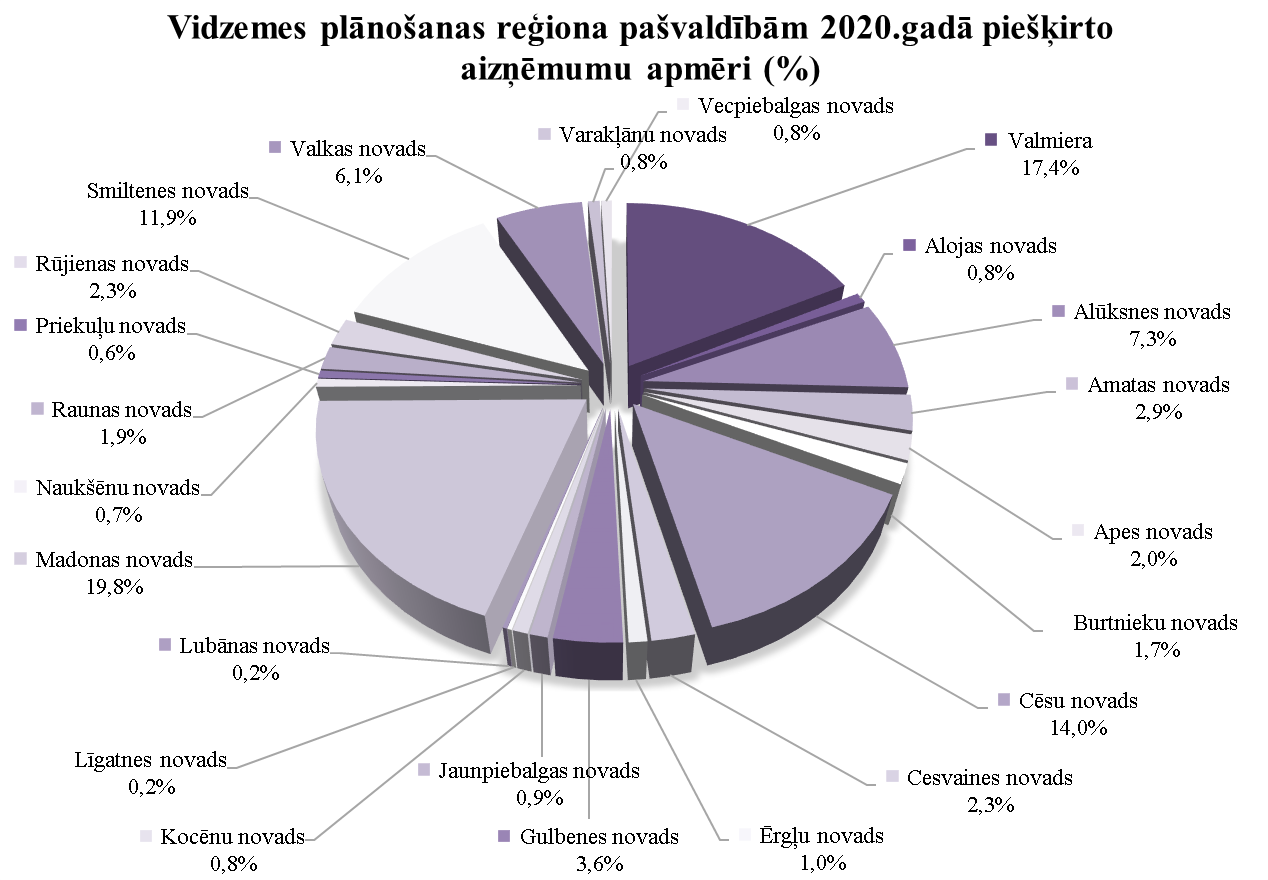 Vidzemes plānošanas reģiona pašvaldībām 2020.gadā piešķirto
aizņēmumu apmēri (%)
Vecpiebalgas novads
0,8%
Varakļānu novads
0,8%
Valkas novads
6,1%
Valmiera
17,4%
Smiltenes novads
11,9%
Alojas novads
0,8%
Rūjienas novads
2,3%
Alūksnes novads
7,3%
Priekuļu novads
0,6%
Amatas novads
2,9%
Raunas novads
1,9%
Naukšēnu novads
0,7%
Apes novads
2,0%
Madonas novads
19,8%
Burtnieku novads
1,7%
Lubānas novads
0,2%
Cēsu novads
14,0%
Līgatnes novads
0,2%
Jaunpiebalgas novads
0,9%
Cesvaines novads
2,3%
Kocēnu novads
0,8%
Gulbenes novads
3,6%
Ērgļu novads
1,0%